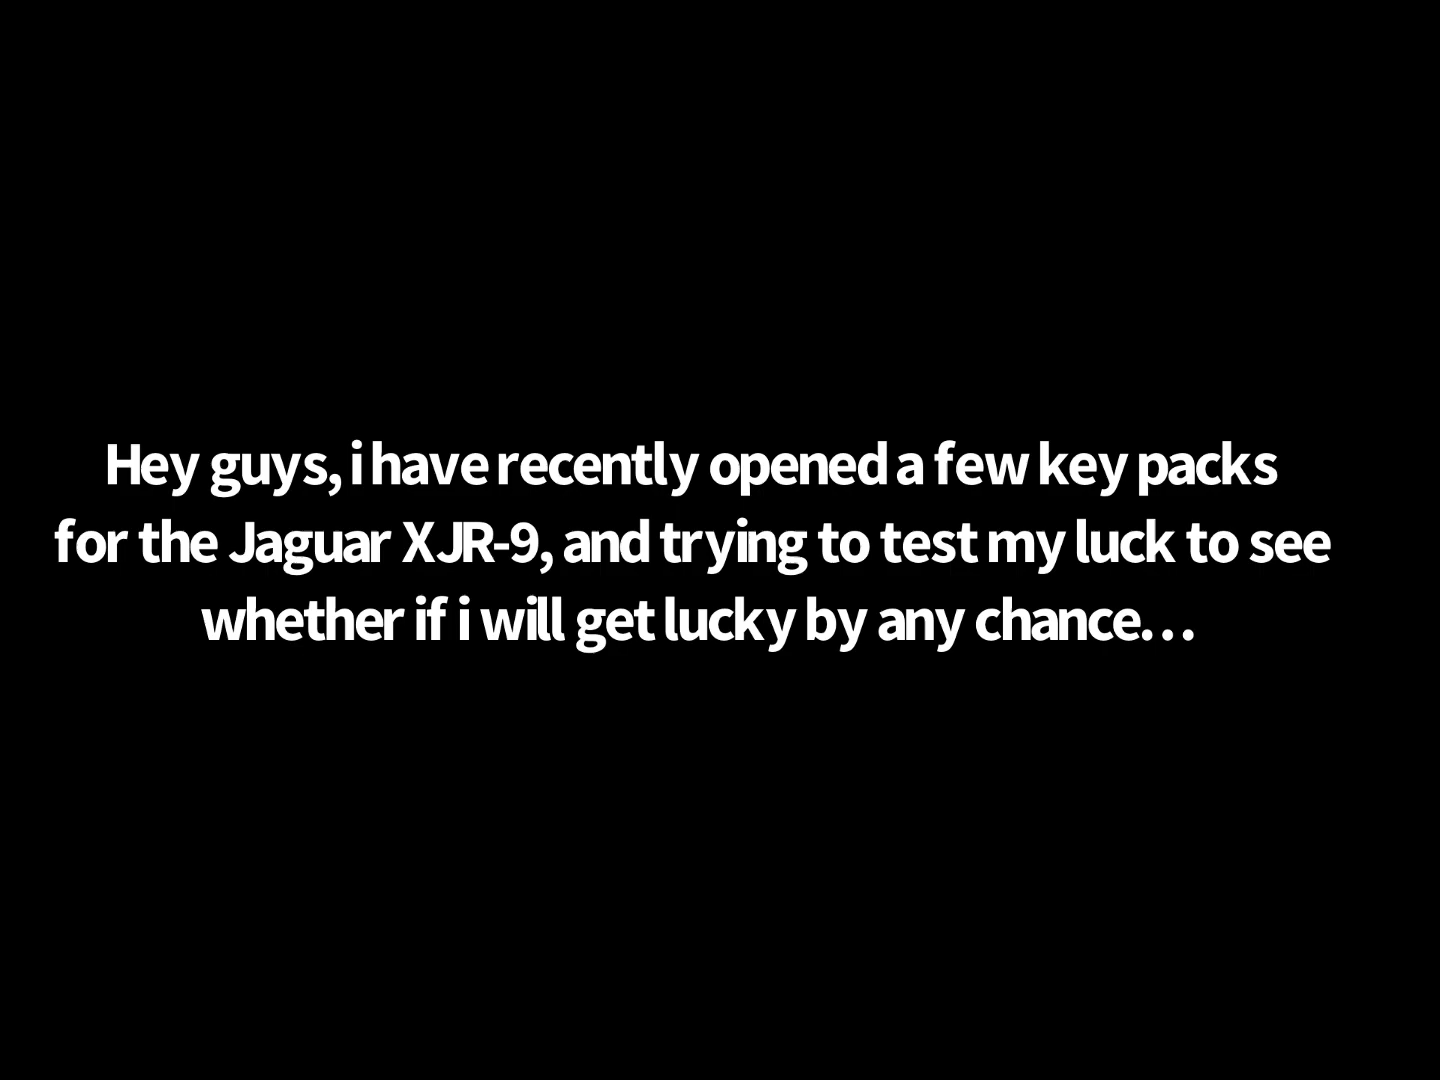 Hey guys, i have recently opened a few key packs
for the Jaguar XJR-9, and trying to test my luck to see
whether if i will get lucky by any chance...